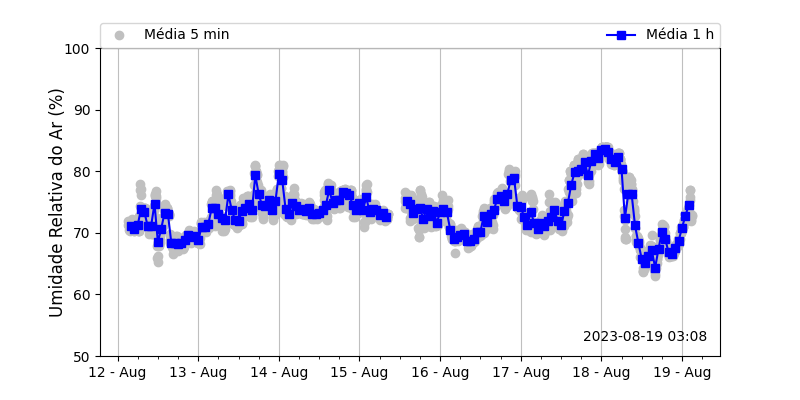 Média 5 min Média 1 h
100
90
80
70
60
50
Umidade Relativa do Ar (%)
2023-08-19 03:08
12 - Aug 13 - Aug 14 - Aug 15 - Aug 16 - Aug 17 - Aug 18 - Aug 19 - Aug